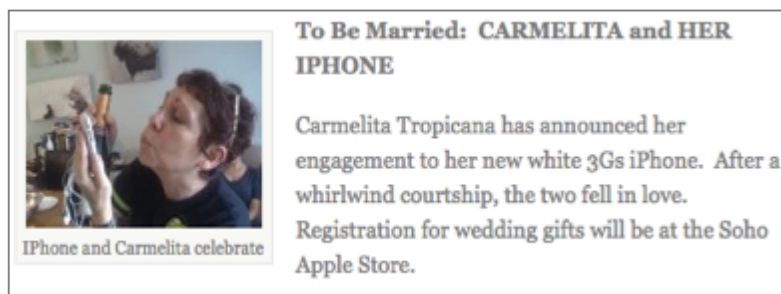 To Be Married:  CARMELITA and HER
IPHONE
Carmelita Tropicana has announced her
engagement to her new white 3Gs iPhone.  After a
whirlwind courtship, the two fell in love.
Registration for wedding gifts will be at the Soho
Apple Store.
IPhone and Carmelita celebrate